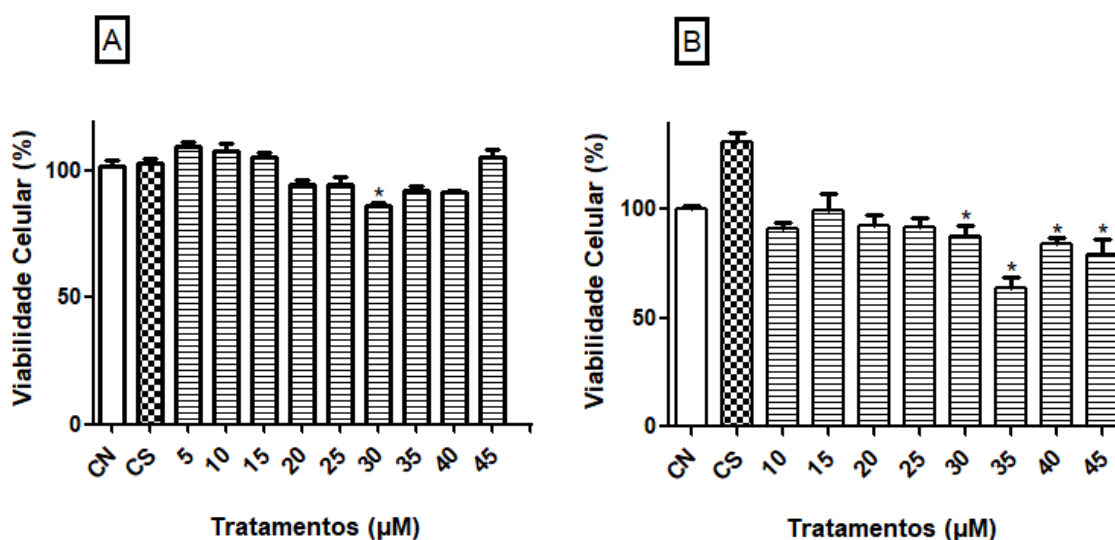 A
Viabilidade Celular (%)
100
50
0
*
CN CS 5 10 15 20 25 30 35 40 45
Tratamentos (µM)
B
Viabilidade Celular (%)
100
50
0
* * * *
CN CS 10 15 20 25 30 35 40 45
Tratamentos (µM)